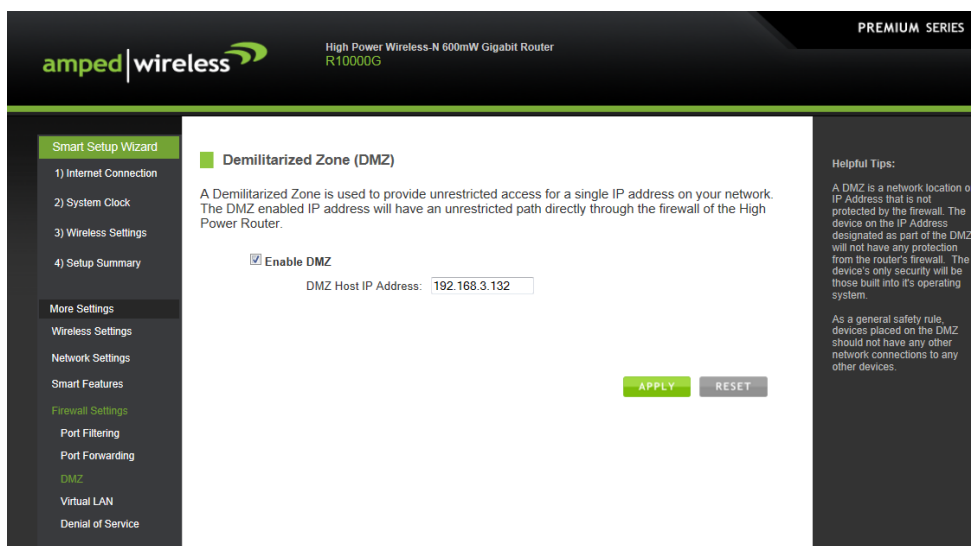 PREMIUM SERIES
amped wireless
High Power Wireless-N 600mW Gigabit Router
R10000G
Smart Setup Wizard
1) Internet Connection
2) System Clock
3) Wireless Settings
4) Setup Summary
More Settings
Wireless Settings
Network Settings
Smart Features
Firewall Settings
Port Filtering
Port Forwarding
DMZ
Virtual LAN
Denial of Service
Demilitarized Zone (DMZ)
A Demilitarized Zone is used to provide unrestricted access for a single IP address on your network.
The DMZ enabled IP address will have an unrestricted path directly through the firewall of the High
Power Router.
Enable DMZ
DMZ Host IP Address: 192.168.3.132
APPLY RESET
Helpful Tips:
A DMZ is a network location o
IP Address that is not
protected by the firewall. The
device on the IP Address
designated as part of the DMZ
will not have any protection
from the router's firewall. The
device's only security will be
those built into it's operating
system.
As a general safety rule,
devices placed on the DMZ
should not have any other
network connections to any
other devices.